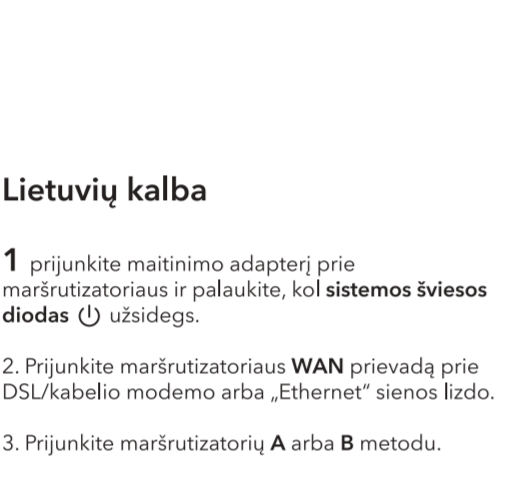 Lietuvių kalba
1 prijunkite maitinimo adapterį prie
maršrutizatoriaus ir palaukite, kol sistemos šviesos
diodas ⏻ užsidegs.
2. Prijunkite maršrutizatoriaus WAN prievadą prie
DSL/kabelio modemo arba „Ethernet“ sienos lizdo.
3. Prijunkite maršrutizatorių A arba B metodu.